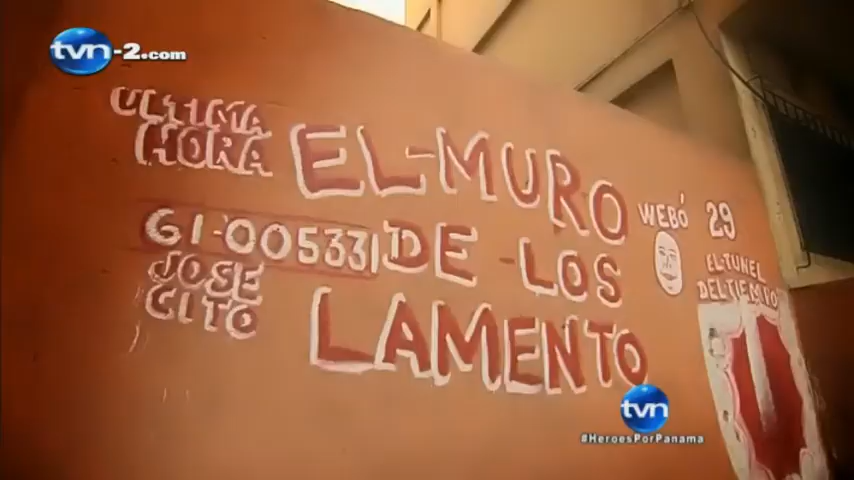 tvn-2.com
ULTIMA
HORA
EL-MURO
DE-LOS
LAMENTO
61-005331
JOSE
CITO
WEBÓ
29
EL-TUNEL
DEL TIEMPO
tvn
#HeroesPorPanama